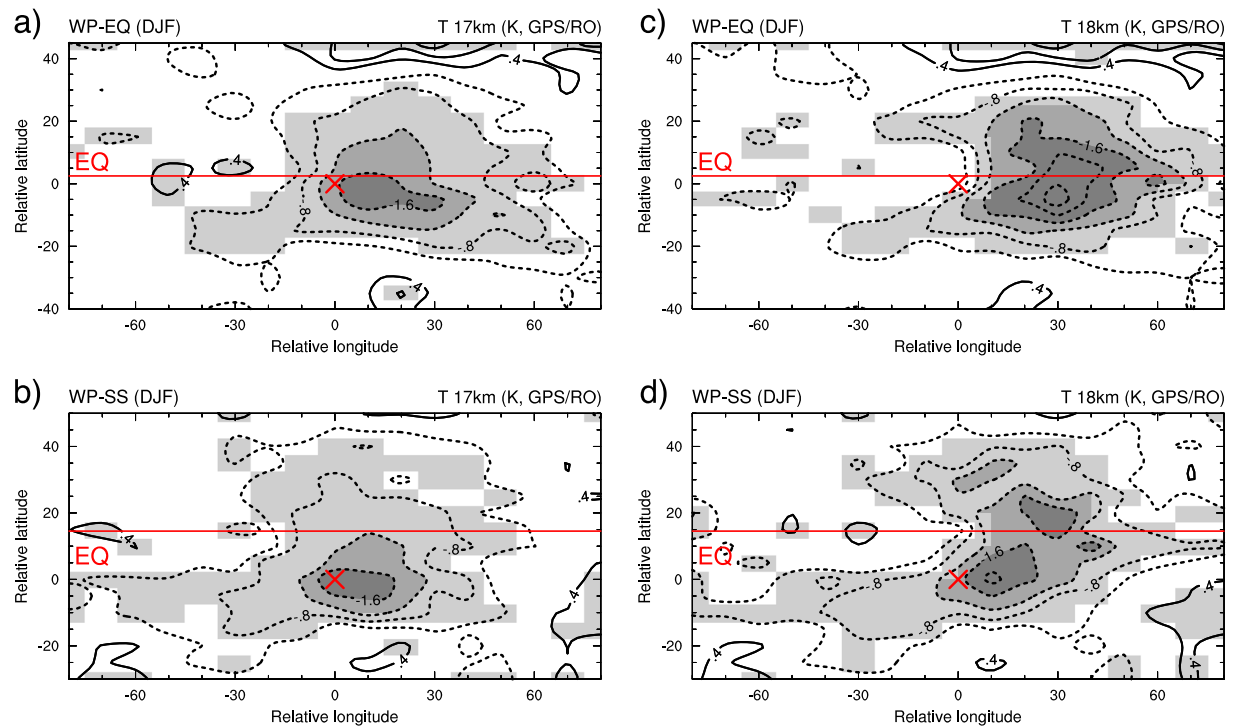 a)
WP-EQ (DJF)
T 17km (K, GPS/RO)
Relative latitude
40
20
0
-20
-40
EQ
.4
.4
-.8
-1.6
-.8
.4
-60
-30
0
30
60
Relative longitude
c)
WP-EQ (DJF)
T 18km (K, GPS/RO)
Relative latitude
40
20
0
-20
-40
EQ
.4
.4
-.8
-1.6
-.8
-.8
.4
-60
-30
0
30
60
Relative longitude
b)
WP-SS (DJF)
T 17km (K, GPS/RO)
Relative latitude
40
20
0
-20
EQ
.4
.4
-.8
-1.6
-.8
.4
.4
-60
-30
0
30
60
Relative longitude
d)
WP-SS (DJF)
T 18km (K, GPS/RO)
Relative latitude
40
20
0
-20
EQ
-.8
-1.6
-.8
-.8
.4
.4
.4
.4
-60
-30
0
30
60
Relative longitude